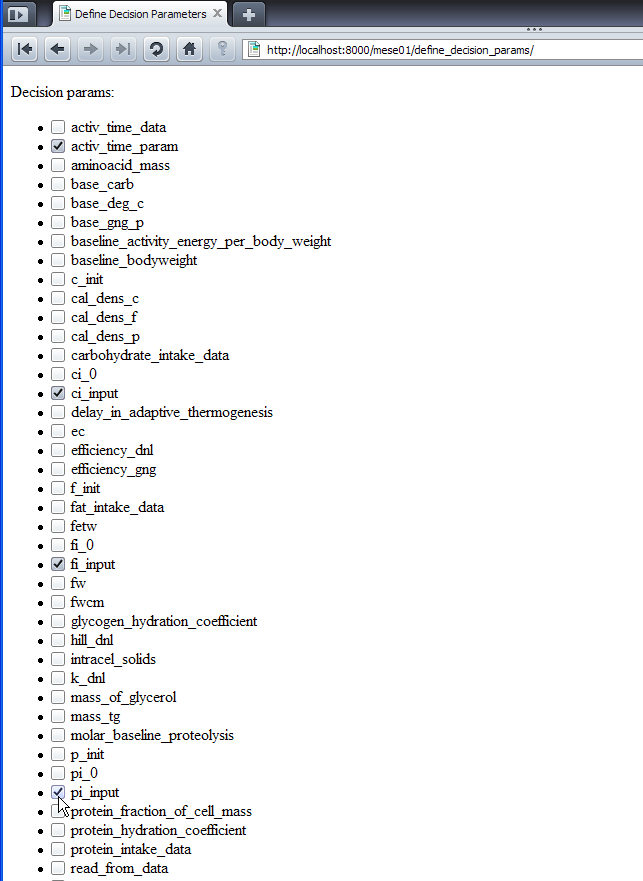 Define Decision Parameters
http://localhost:8000/mese01/define_decision_params/
Decision params:
activ_time_data
activ_time_param
aminoacid_mass
base_carb
base_deg_c
base_gng_p
baseline_activity_energy_per_body_weight
baseline_bodyweight
c_init
cal_dens_c
cal_dens_f
cal_dens_p
carbohydrate_intake_data
ci_0
ci_input
delay_in_adaptive_thermogenesis
ec
efficiency_dnl
efficiency_gng
f_init
fat_intake_data
fetw
fi_0
fi_input
fw
fwcm
glycogen_hydration_coefficient
hill_dnl
intracel_solids
k_dnl
mass_of_glycerol
mass_tg
molar_baseline_proteolysis
p_init
pi_0
pi_input
protein_fraction_of_cell_mass
protein_hydration_coefficient
protein_intake_data
read_from_data